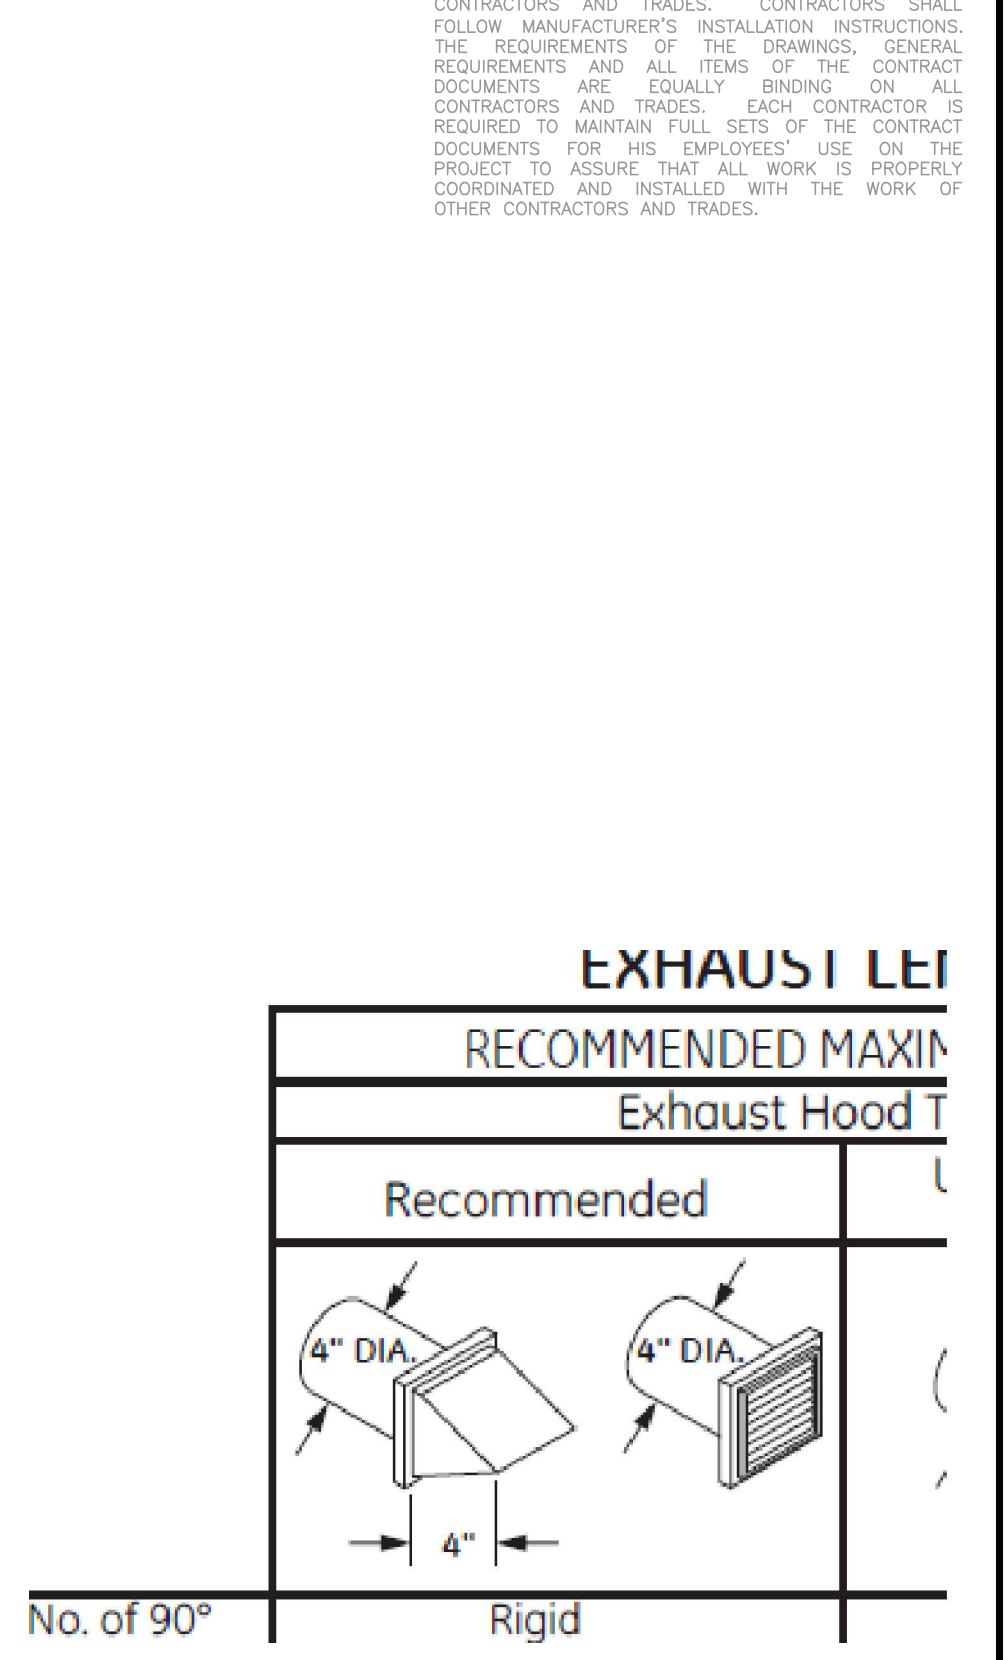 CONTRACTORS AND TRADES. CONTRACTORS SHALL
FOLLOW MANUFACTURER'S INSTALLATION INSTRUCTIONS.
THE REQUIREMENTS OF THE DRAWINGS, GENERAL
REQUIREMENTS AND ALL ITEMS OF THE CONTRACT
DOCUMENTS ARE EQUALLY BINDING ON ALL
CONTRACTORS AND TRADES. EACH CONTRACTOR IS
REQUIRED TO MAINTAIN FULL SETS OF THE CONTRACT
DOCUMENTS FOR HIS EMPLOYEES' USE ON THE
PROJECT TO ASSURE THAT ALL WORK IS PROPERLY
COORDINATED AND INSTALLED WITH THE WORK OF
OTHER CONTRACTORS AND TRADES.
EXHAUST
RECOMMENDED
Exhaust Hood
Recommended
4" DIA. 4" DIA.
4"
No. of 90° Rigid